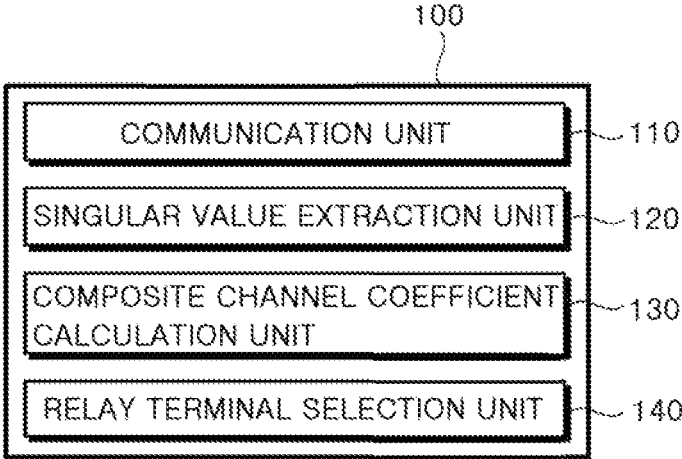 100
COMMUNICATION UNIT 110
SINGULAR VALUE EXTRACTION UNIT 120
COMPOSITE CHANNEL COEFFICIENT
CALCULATION UNIT 130
RELAY TERMINAL SELECTION UNIT 140